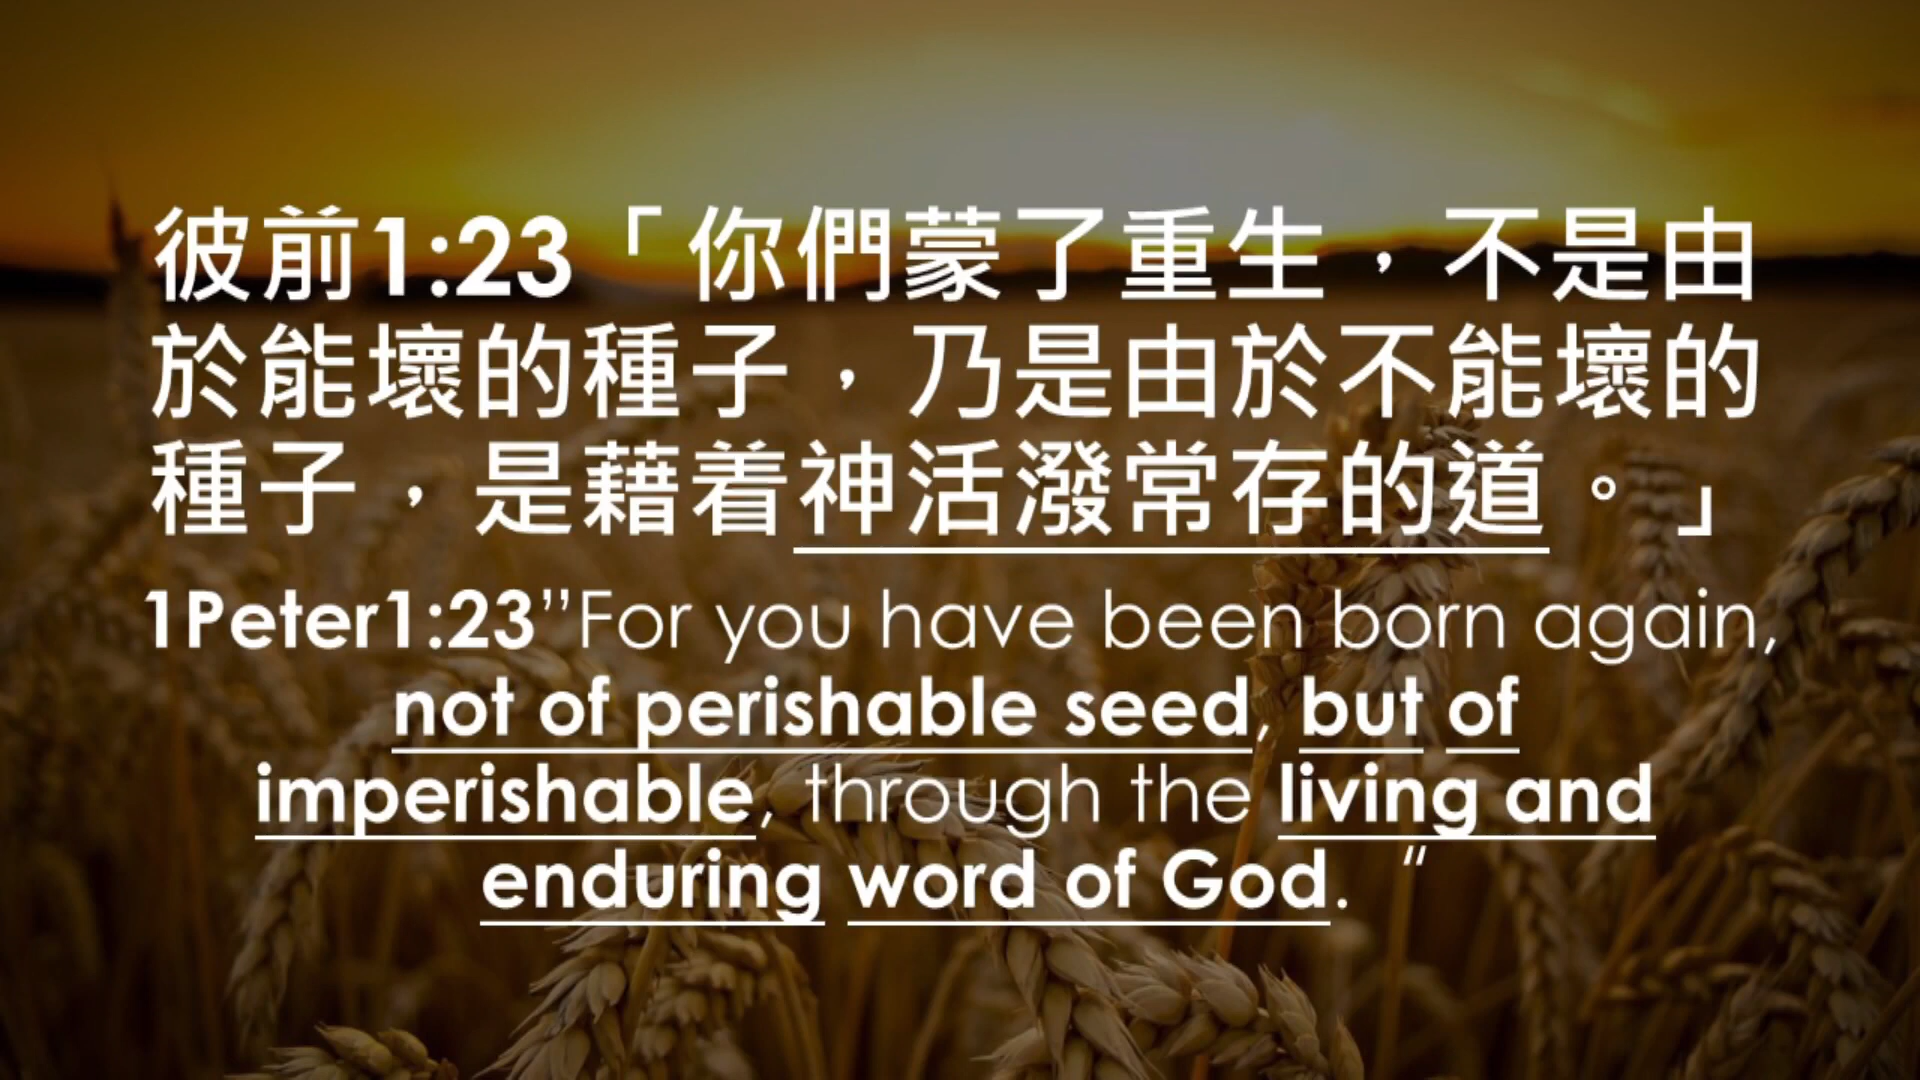 彼前1:23「你們蒙了重生，不是由
於能壞的種子，乃是由於不能壞的
種子，是藉着神活潑常存的道。」
1Peter1:23”For you have been born again,
not of perishable seed, but of
imperishable, through the living and
enduring word of God. “